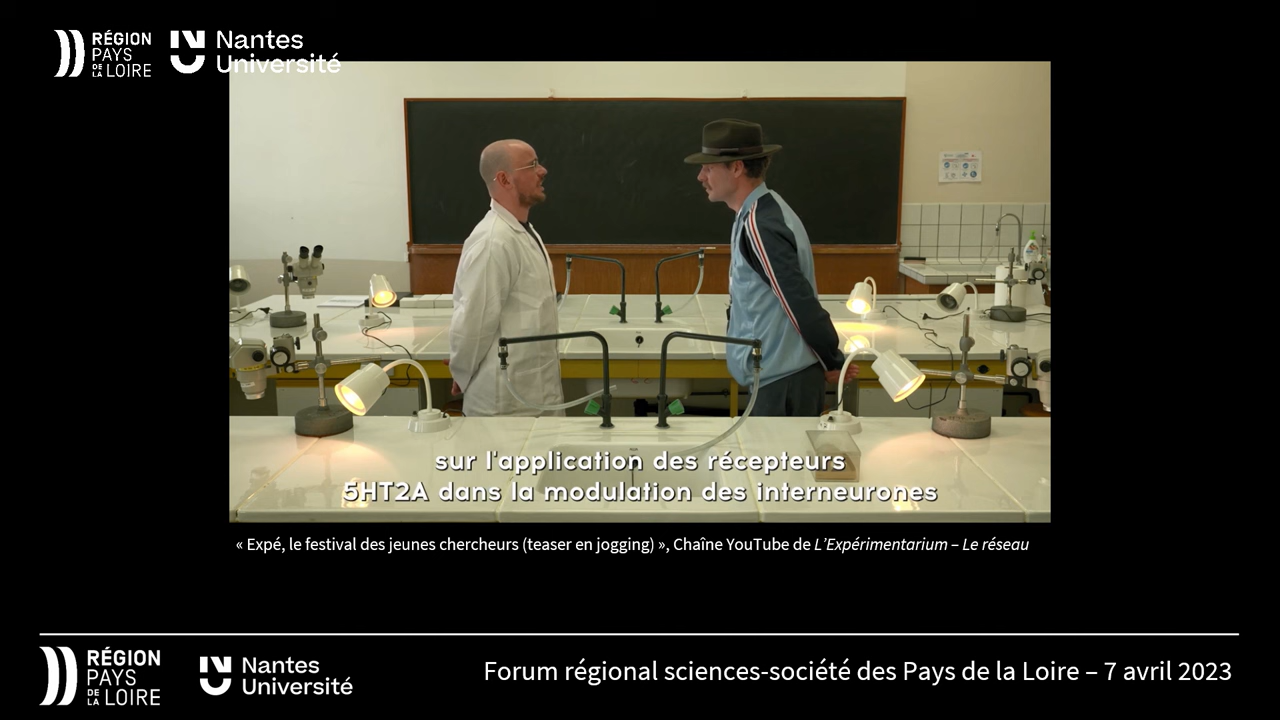 RÉGION
PAYS
DE LA LOIRE
Nantes
Université
sur l'application des récepteurs
5HT2A dans la modulation des interneurones
« Expé, le festival des jeunes chercheurs (teaser en jogging) », Chaîne YouTube de L'Expérimentarium – Le réseau
RÉGION
PAYS
DE LA LOIRE
Nantes
Université
Forum régional sciences-société des Pays de la Loire – 7 avril 2023